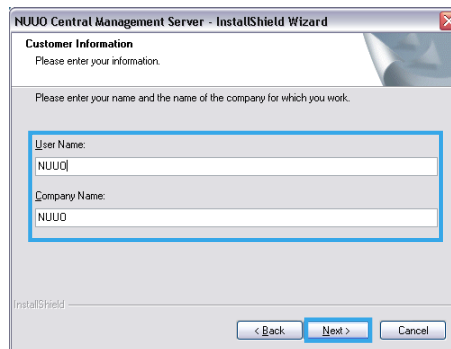 NUUO Central Management Server - InstallShield Wizard
Customer Information
Please enter your information.
Please enter your name and the name of the company for which you work.
User Name:
NUUO
Company Name:
NUUO
InstallShield
< Back Next > Cancel